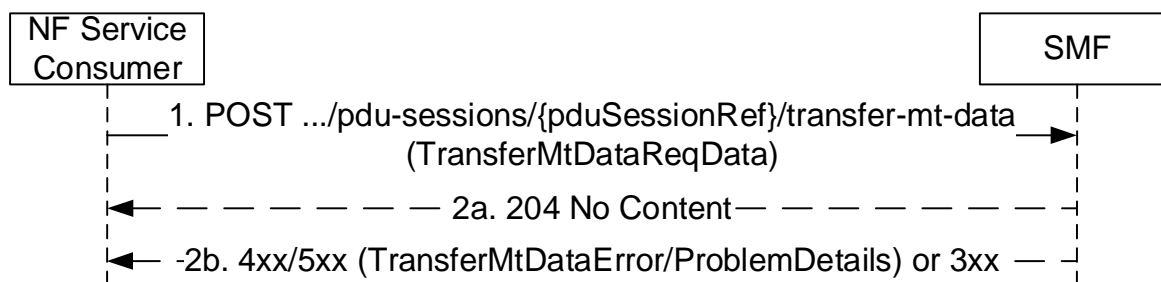 NF Service
Consumer
SMF
1. POST .../pdu-sessions/{pduSessionRef}/transfer-mt-data
(TransferMtDataReqData)
2a. 204 No Content
2b. 4xx/5xx (TransferMtDataError/ProblemDetails) or 3xx